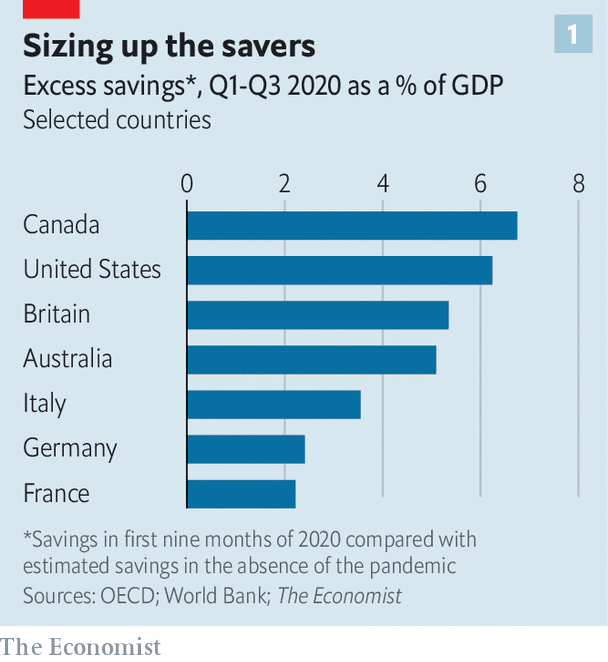 1
Sizing up the savers
Excess savings*, Q1-Q3 2020 as a % of GDP
Selected countries
0 2 4 6 8
Canada
United States
Britain
Australia
Italy
Germany
France
*Savings in first nine months of 2020 compared with
estimated savings in the absence of the pandemic
Sources: OECD; World Bank; The Economist
The Economist